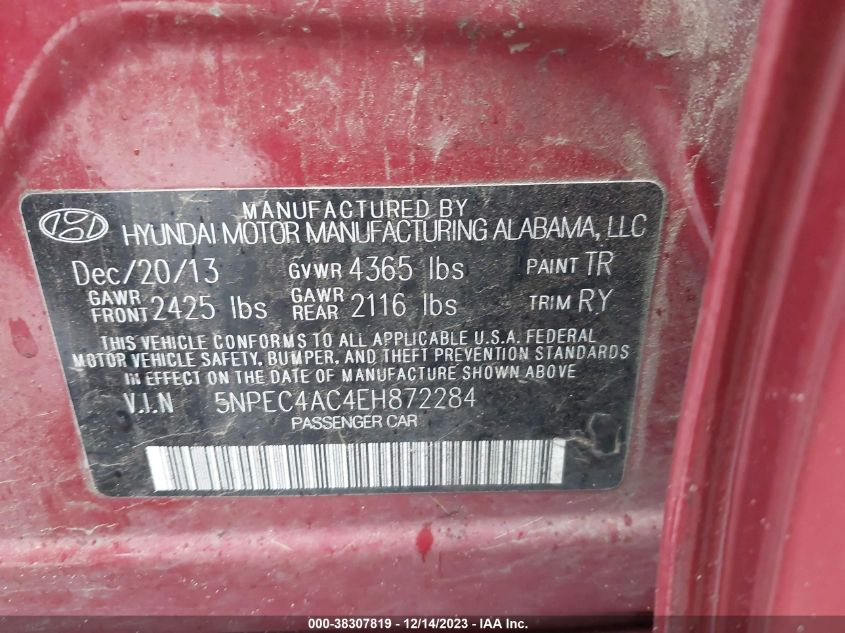 MANUFACTURED BY
HYUNDAI MOTOR MANUFACTURING ALABAMA, LLC
Dec/20/13 GVWR 4365 lbs PAINT TR
GAWR FRONT 2425 lbs GAWR REAR 2116 lbs TRIM RY
THIS VEHICLE CONFORMS TO ALL APPLICABLE U.S.A. FEDERAL
MOTOR VEHICLE SAFETY, BUMPER, AND THEFT PREVENTION STANDARDS
IN EFFECT ON THE DATE OF MANUFACTURE SHOWN ABOVE
V.I.N 5NPEC4AC4EH872284
PASSENGER CAR
000-38307819 - 12/14/2023 - IAA Inc.